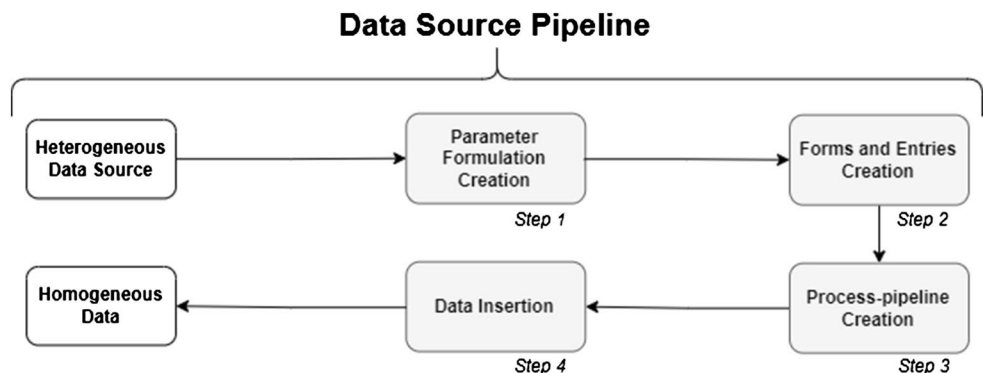 Data Source Pipeline
Heterogeneous
Data Source
Parameter
Formulation
Creation
Step 1
Forms and Entries
Creation
Step 2
Process-pipeline
Creation
Step 3
Data Insertion
Step 4
Homogeneous
Data